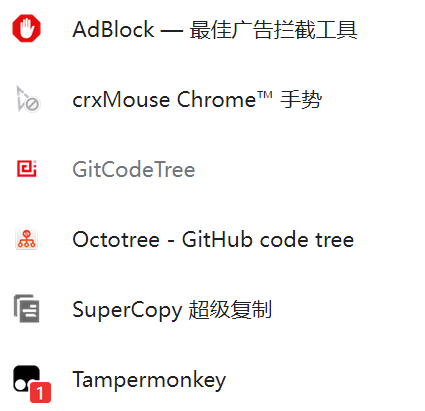 AdBlock — 最佳广告拦截工具
crxMouse Chrome™ 手势
GitCodeTree
Octotree - GitHub code tree
SuperCopy 超级复制
Tampermonkey
1